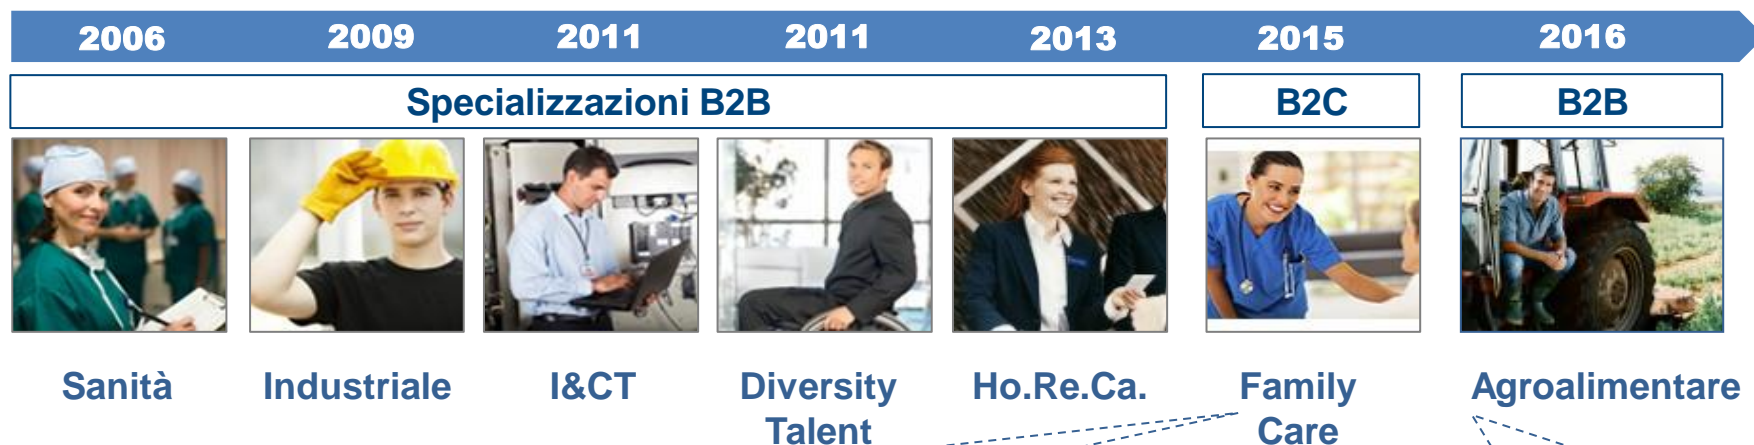 2006 2009 2011 2011 2013 2015 2016
Specializzazioni B2B B2C B2B
Sanità Industriale I&CT Diversity Ho.Re.Ca. Family Agroalimentare
Talent Care